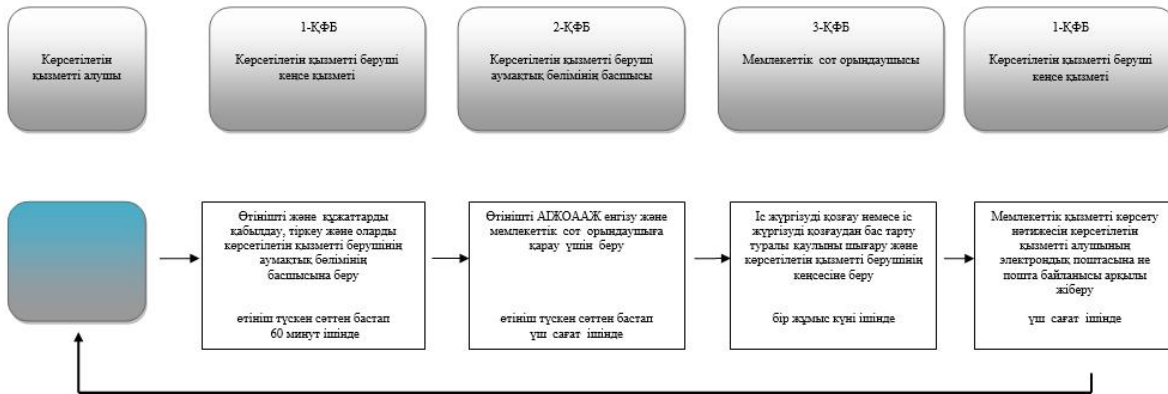 Көрсетілетін
қызметті алушы
1-ҚФБ
Көрсетілетін қызметті беруші
кеңсе қызметі
2-ҚФБ
Көрсетілетін қызметті беруші
аумақтық бөлімінің басшысы
3-ҚФБ
Мемлекеттік сот орындаушысы
1-ҚФБ
Көрсетілетін қызметті беруші
кеңсе қызметі
Өтінішті және құжаттарды
қабылдау, тіркеу және оларды
көрсетілетін қызметті берушінің
аумақтық бөлімінің
басшысына беру
өтініш түскен сәттен бастап
60 минут ішінде
Өтінішті АІЖОААЖ енгізу және
мемлекеттік сот орындаушыға
қарау үшін беру
өтініш түскен сәттен бастап
үш сағат ішінде
Іс жүргізуді қозғау немесе іс
жүргізуді қозғаудан бас тарту
туралы қаулыны шығару және
көрсетілетін қызметті берушінің
кеңсесіне беру
бір жұмыс күні ішінде
Мемлекеттік қызметті көрсету
нәтижесін көрсетілетін
қызметті алушының
электрондық поштасына не
пошта байланысы арқылы
жіберу
үш сағат ішінде